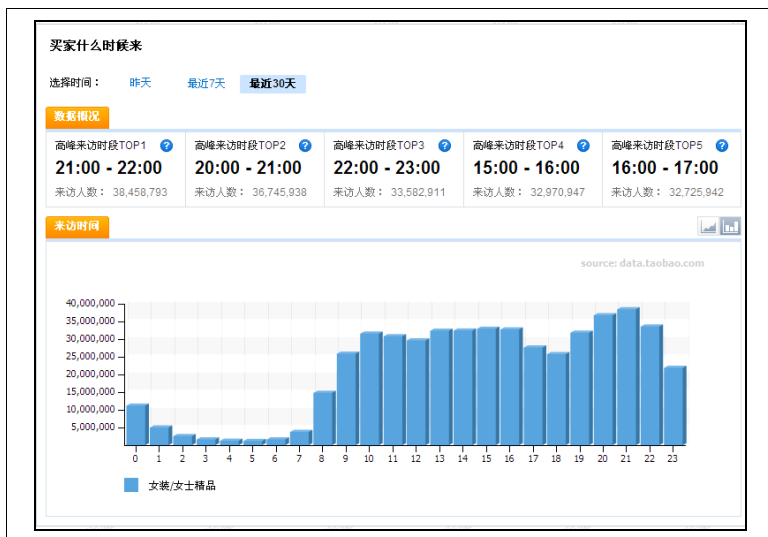 买家什么时候来
选择时间： 昨天 最近7天 最近30天
数据概况
高峰来访时段TOP1 ? 高峰来访时段TOP2 ? 高峰来访时段TOP3 ? 高峰来访时段TOP4 ? 高峰来访时段TOP5 ?
21:00 - 22:00 20:00 - 21:00 22:00 - 23:00 15:00 - 16:00 16:00 - 17:00
来访人数： 38,458,793 来访人数： 36,745,938 来访人数： 33,582,911 来访人数： 32,970,947 来访人数： 32,725,942
来访时间
source: data.taobao.com
40,000,000
35,000,000
30,000,000
25,000,000
20,000,000
15,000,000
10,000,000
5,000,000
0 1 2 3 4 5 6 7 8 9 10 11 12 13 14 15 16 17 18 19 20 21 22 23
女装/女士精品